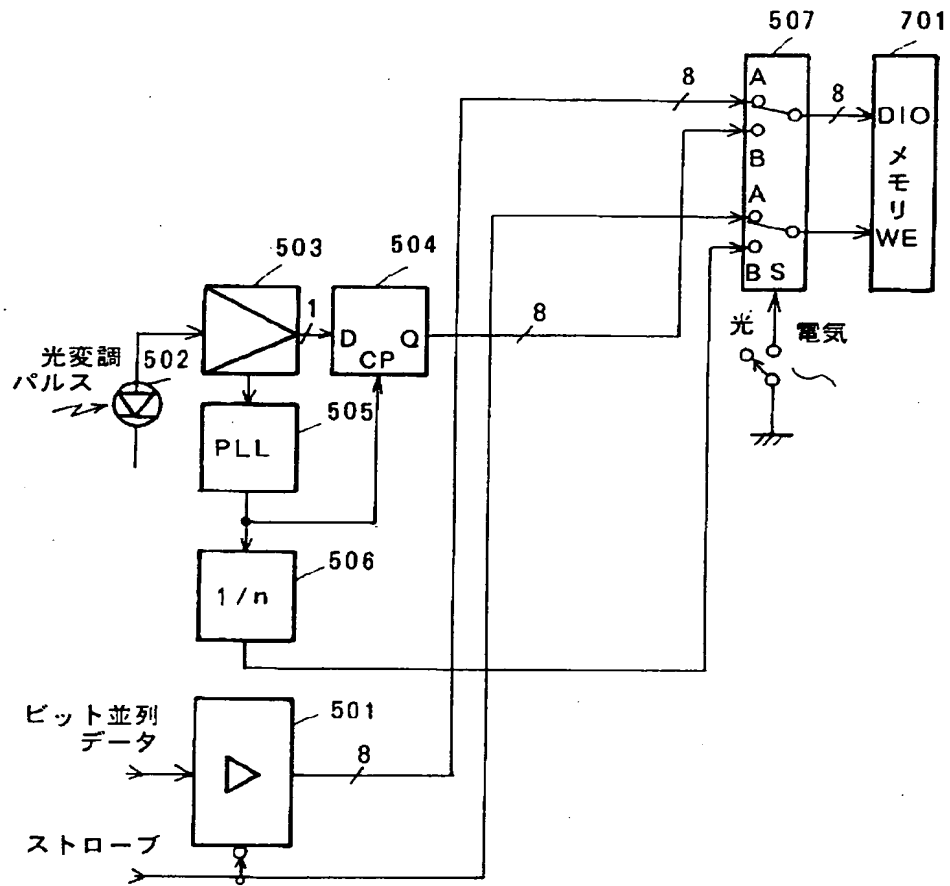 507
701
8
A
8
DIO
B
メモリ
A
WE
B S
503
504
1
D Q
CP
8
光
電気
光変調
パルス
502
505
PLL
506
1/n
ビット並列
データ
501
8
ストローブ